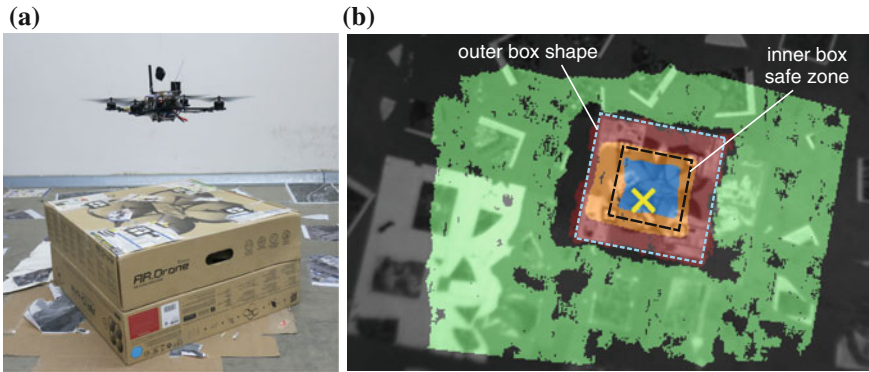 (a)
(b)
outer box shape
inner box
safe zone
AR.Drone